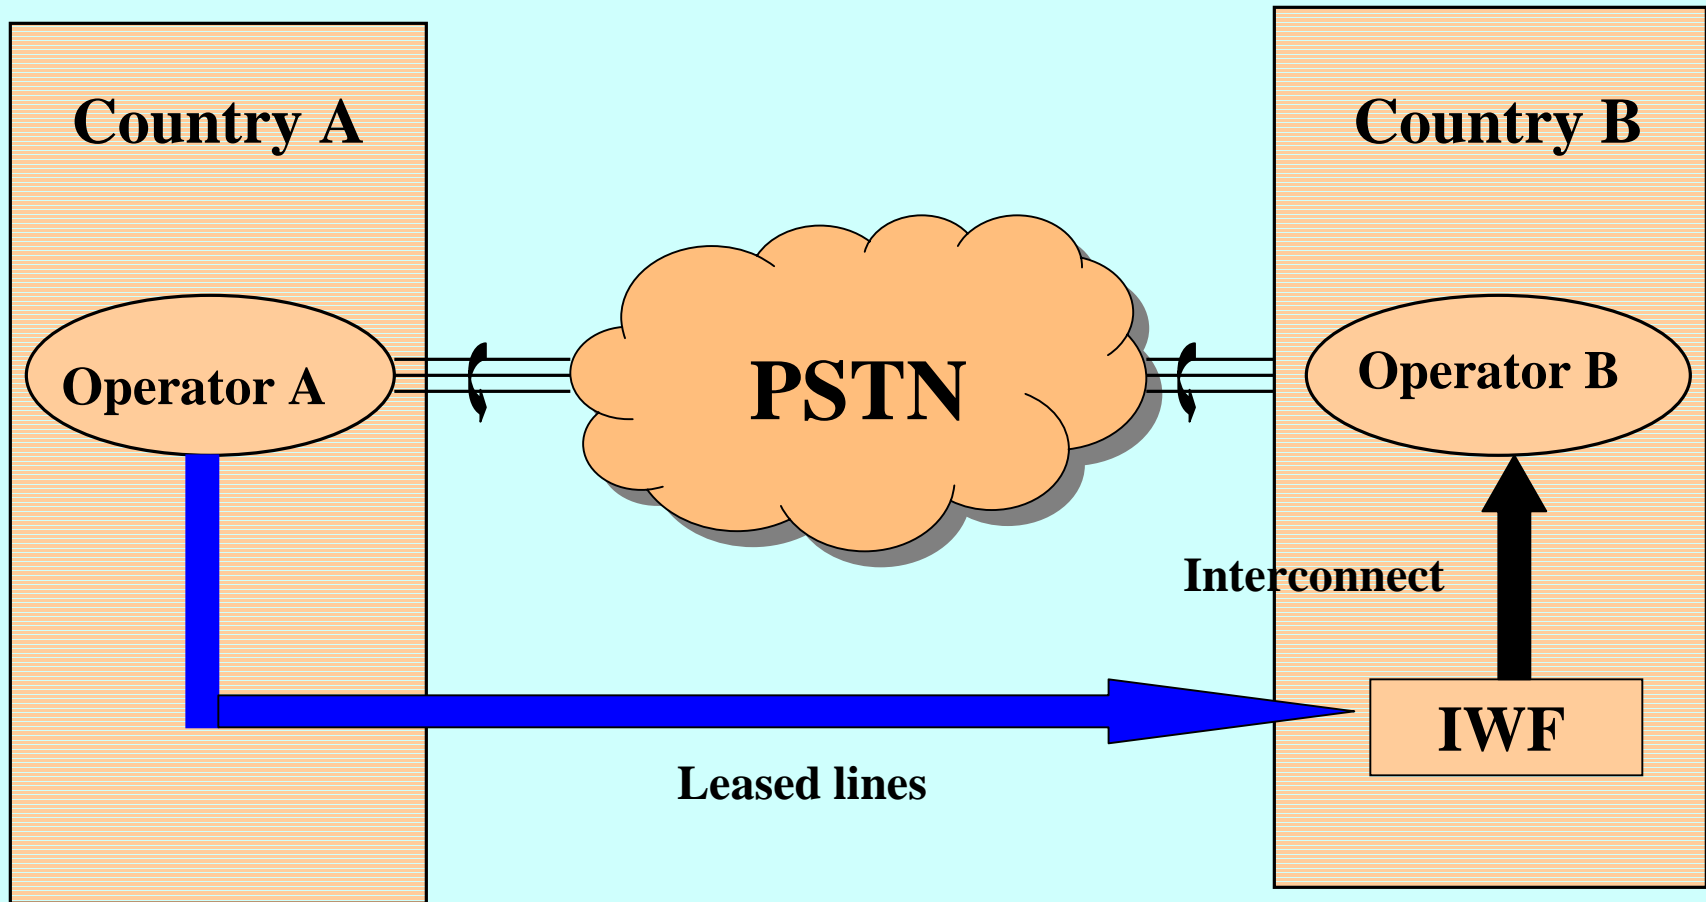 Country A
Country B
Operator A
PSTN
Operator B
Interconnect
IWF
Leased lines